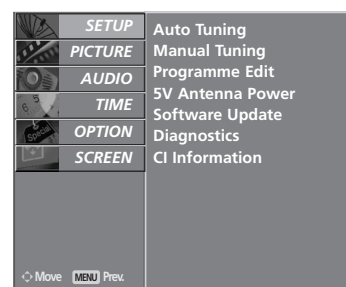 SETUP
PICTURE
AUDIO
TIME
OPTION
SCREEN
Auto Tuning
Manual Tuning
Programme Edit
5V Antenna Power
Software Update
Diagnostics
CI Information
Move MENU Prev.